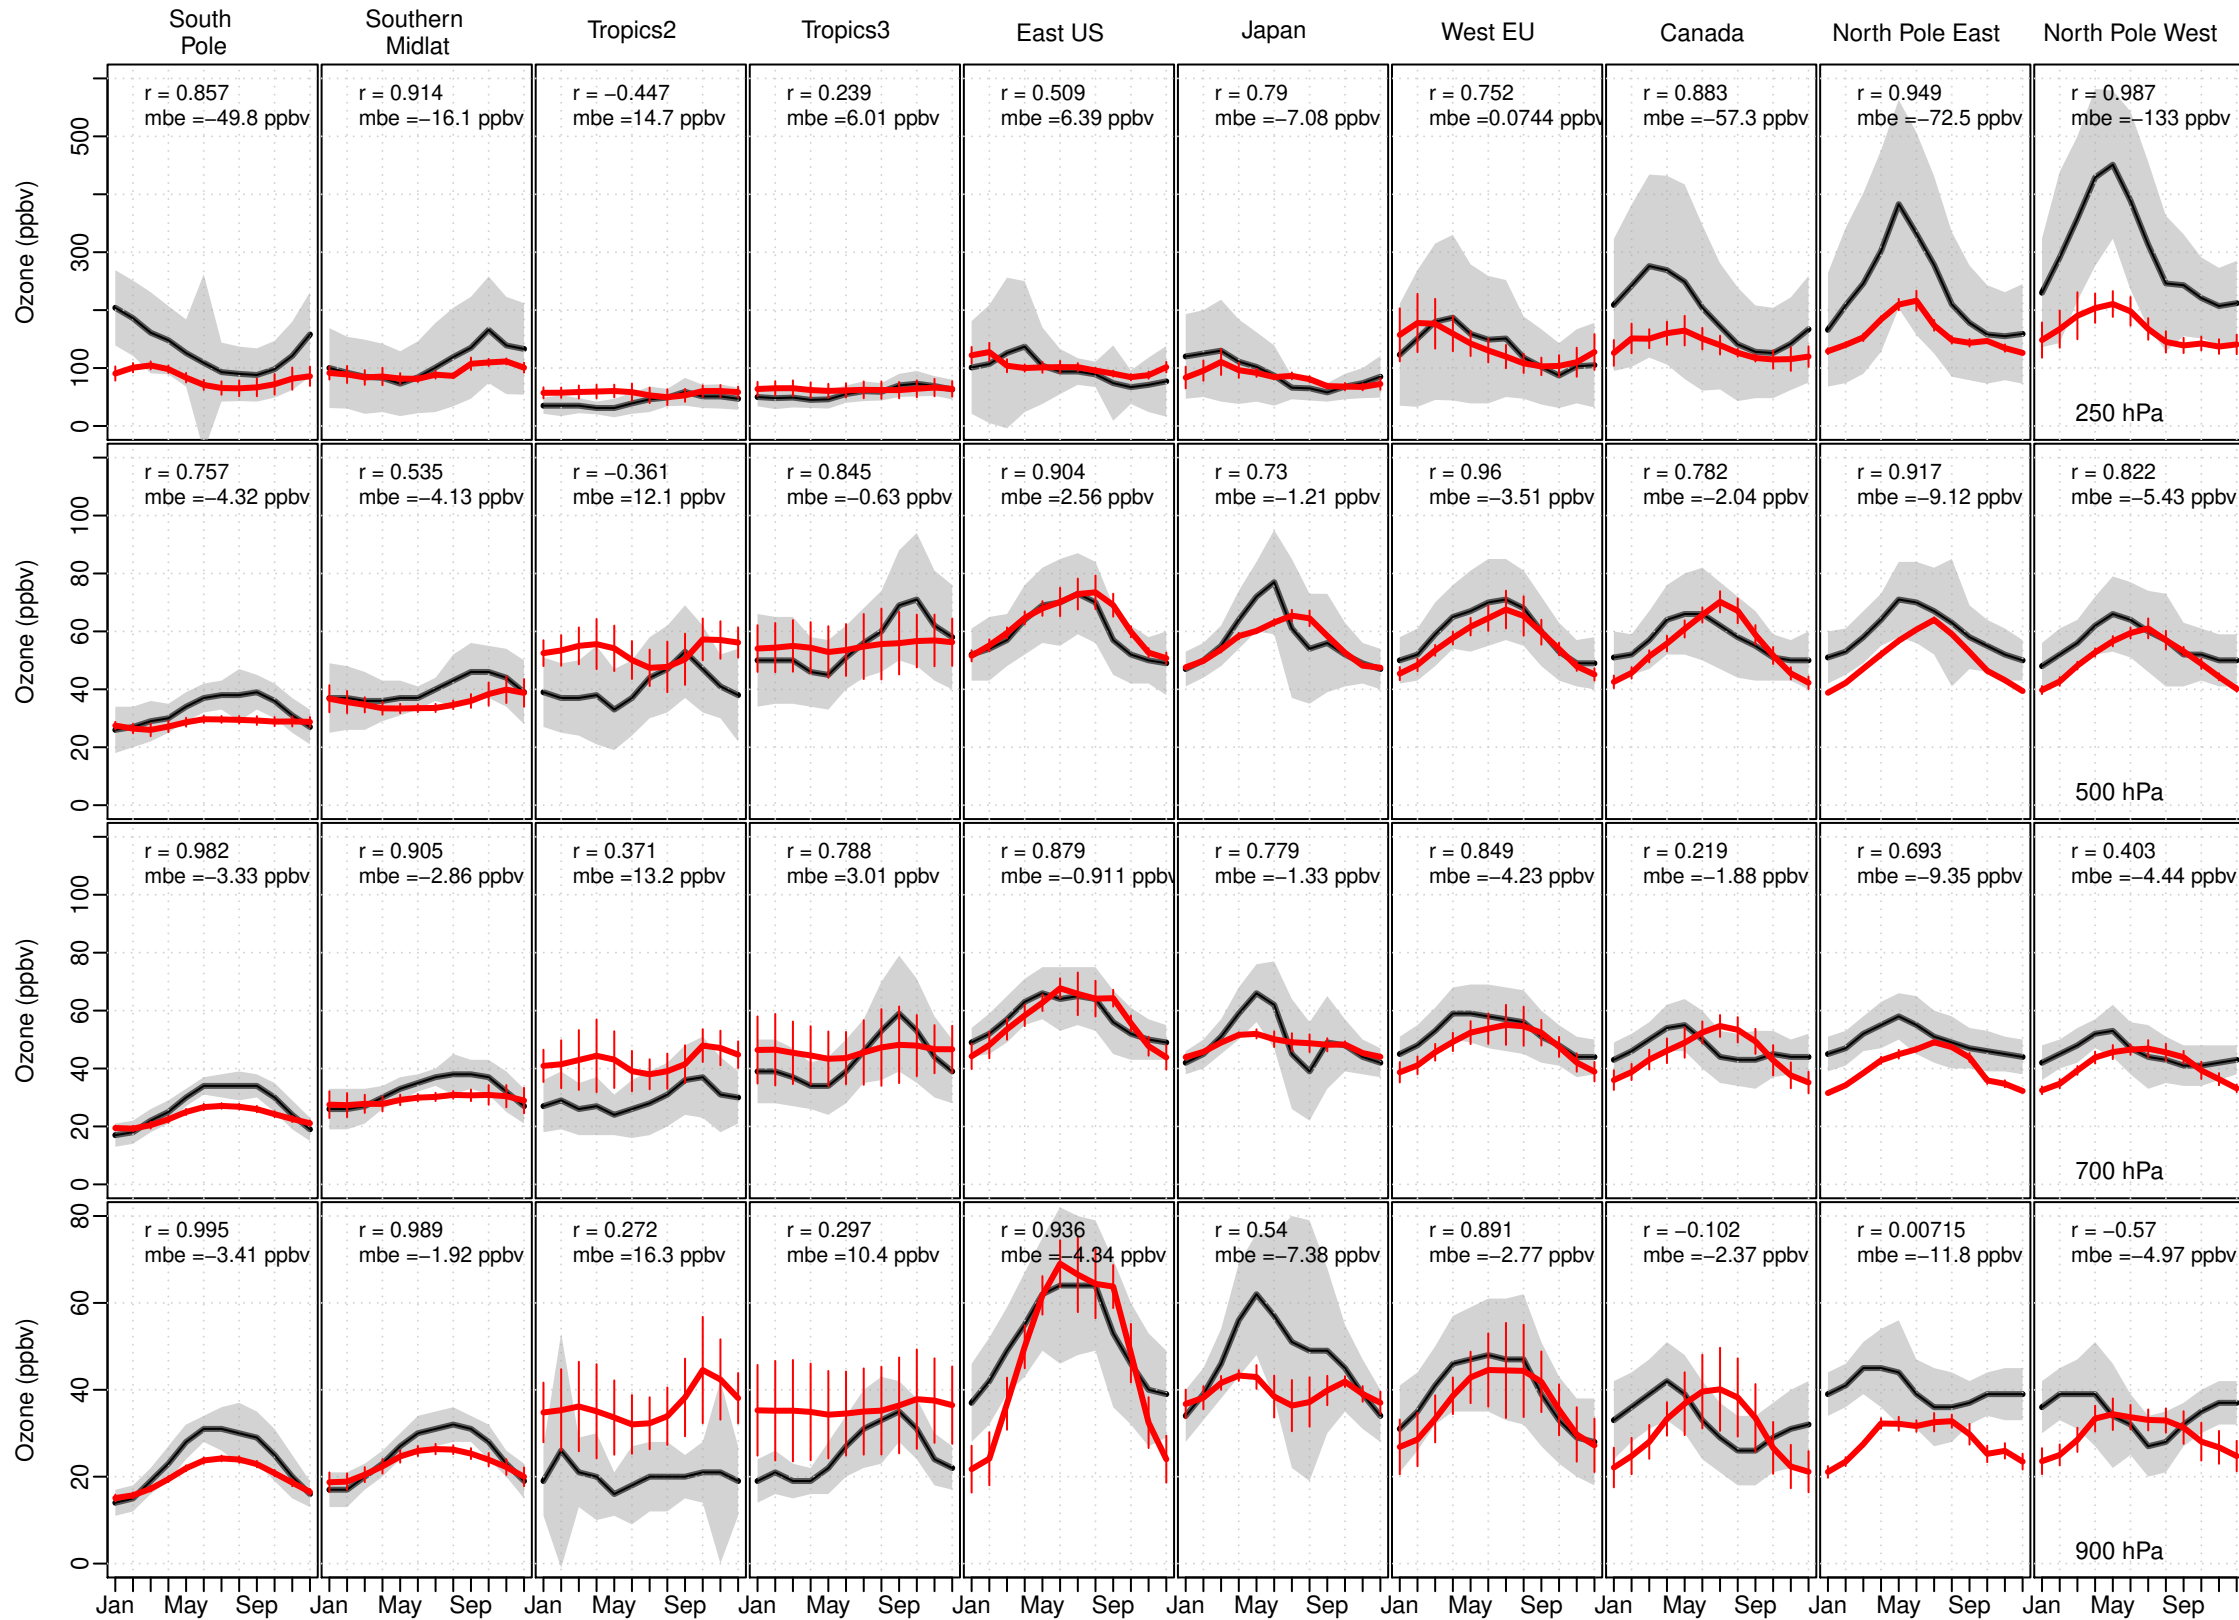 South
Pole
Southern
Midlat
Tropics2
Tropics3
East US
Japan
West EU
Canada
North Pole East
North Pole West
Ozone (ppbv)
0
100
300
500
r = 0.857
mbe =−49.8 ppbv
r = 0.914
mbe =−16.1 ppbv
r = −0.447
mbe =14.7 ppbv
r = 0.239
mbe =6.01 ppbv
r = 0.509
mbe =6.39 ppbv
r = 0.79
mbe =−7.08 ppbv
r = 0.752
mbe =0.0744 ppbv
r = 0.883
mbe =−57.3 ppbv
r = 0.949
mbe =−72.5 ppbv
r = 0.987
mbe =−133 ppbv
250 hPa
Ozone (ppbv)
0
20
40
60
80
100
r = 0.757
mbe =−4.32 ppbv
r = 0.535
mbe =−4.13 ppbv
r = −0.361
mbe =12.1 ppbv
r = 0.845
mbe =−0.63 ppbv
r = 0.904
mbe =2.56 ppbv
r = 0.73
mbe =−1.21 ppbv
r = 0.96
mbe =−3.51 ppbv
r = 0.782
mbe =−2.04 ppbv
r = 0.917
mbe =−9.12 ppbv
r = 0.822
mbe =−5.43 ppbv
500 hPa
Ozone (ppbv)
0
20
40
60
80
100
r = 0.982
mbe =−3.33 ppbv
r = 0.905
mbe =−2.86 ppbv
r = 0.371
mbe =13.2 ppbv
r = 0.788
mbe =3.01 ppbv
r = 0.879
mbe =−0.911 ppbv
r = 0.779
mbe =−1.33 ppbv
r = 0.849
mbe =−4.23 ppbv
r = 0.219
mbe =−1.88 ppbv
r = 0.693
mbe =−9.35 ppbv
r = 0.403
mbe =−4.44 ppbv
700 hPa
Ozone (ppbv)
0
20
40
60
80
r = 0.995
mbe =−3.41 ppbv
r = 0.989
mbe =−1.92 ppbv
r = 0.272
mbe =16.3 ppbv
r = 0.297
mbe =10.4 ppbv
r = 0.936
mbe =−4.34 ppbv
r = 0.54
mbe =−7.38 ppbv
r = 0.891
mbe =−2.77 ppbv
r = −0.102
mbe =−2.37 ppbv
r = 0.00715
mbe =−11.8 ppbv
r = −0.57
mbe =−4.97 ppbv
900 hPa
Jan May Sep Jan May Sep Jan May Sep Jan May Sep Jan May Sep Jan May Sep Jan May Sep Jan May Sep Jan May Sep Jan May Sep